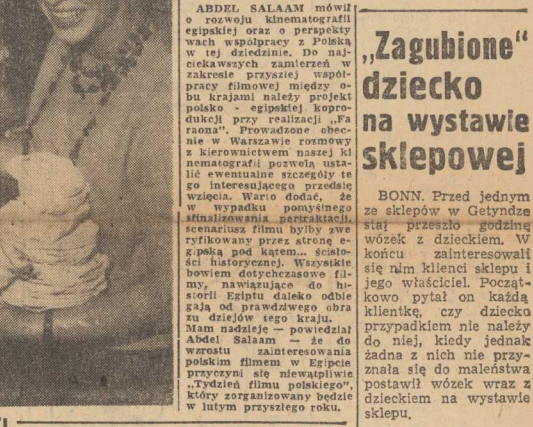 ABDEL SALAAM mówił
o rozwoju kinematografii
egipskiej oraz o perspekty
wach współpracy z Polską
w tej dziedzinie. Do naj-
ciekawszych zamierzeń w
zakresie przyszłej współ-
pracy filmowej między o-
bu krajami należy projekt
polsko - egipskiej kopro-
dukcji przy realizacji „Fa
raona". Prowadzone obec-
nie w Warszawie rozmowy
z kierownictwem naszej ki
nematografii pozwolą usta-
lić ewentualne szczegóły te
go interesującego przedsię
wzięcia. Warto dodać, że
w wypadku pomyślnego
sfinalizowania pertraktacji,
scenariusz filmu byłby zwe
ryfikowany przez stronę e-
gipską pod kątem... ścisło-
ści historycznej. Wszystkie
bowiem dotychczasowe fil-
my, nawiązujące do hi-
storii Egiptu daleko odbie
gają od prawdziwego obra
zu dziejów tego kraju.
Mam nadzieję — powiedział
Abdel Salaam — że do
wzrostu zainteresowania
polskim filmem w Egipcie
przyczyni się niewątpliwie
„Tydzień filmu polskiego",
który zorganizowany będzie
w lutym przyszłego roku.
„Zagubione"
dziecko
na wystawie
sklepowej
BONN. Przed jednym
ze sklepów w Getyndze
stał przeszło godzinę
wózek z dzieckiem. W
końcu zainteresowali
się nim klienci sklepu i
jego właściciel. Począt-
kowo pytał on każdą
klientkę, czy dziecko
przypadkiem nie należy
do niej, kiedy jednak
żadna z nich nie przy-
znała się do maleństwa
postawił wózek wraz z
dzieckiem na wystawie
sklepu.